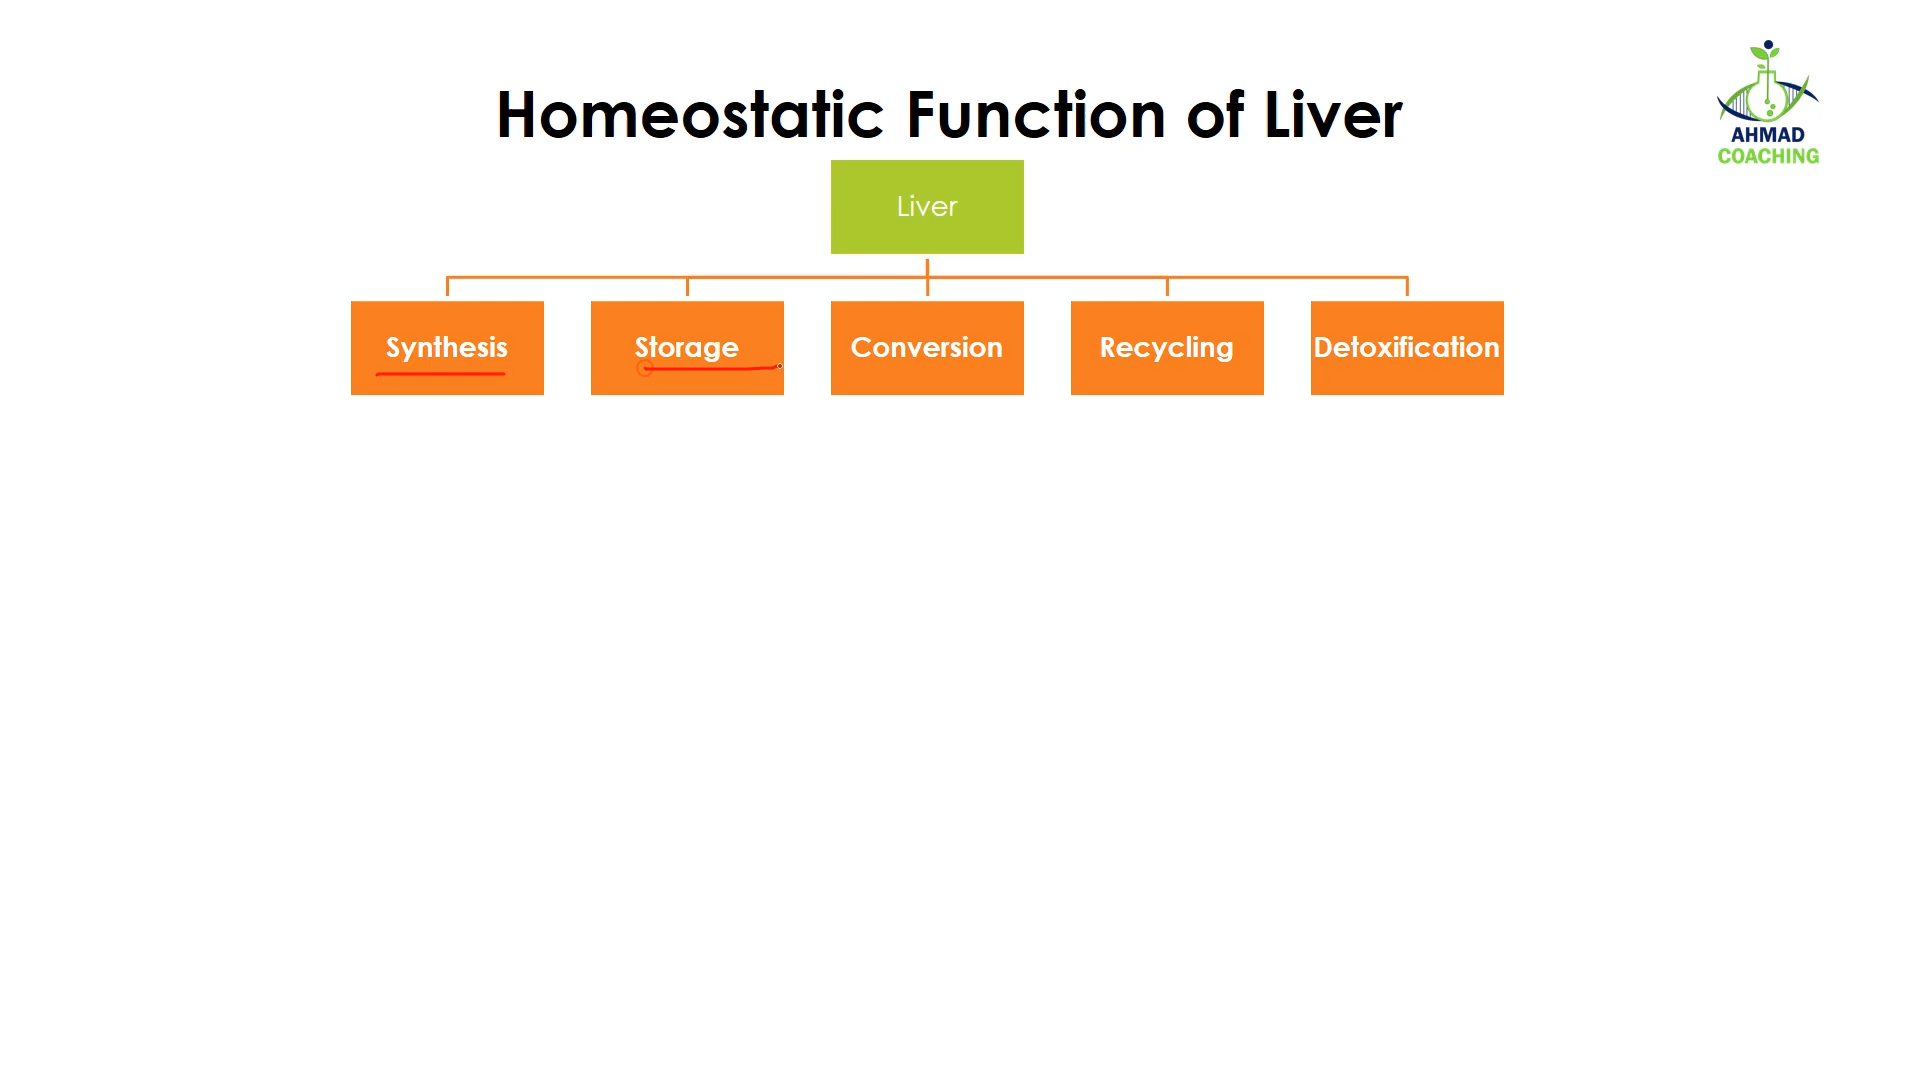 Homeostatic Function of Liver
AHMAD
COACHING
Liver
Synthesis
Storage
Conversion
Recycling
Detoxification